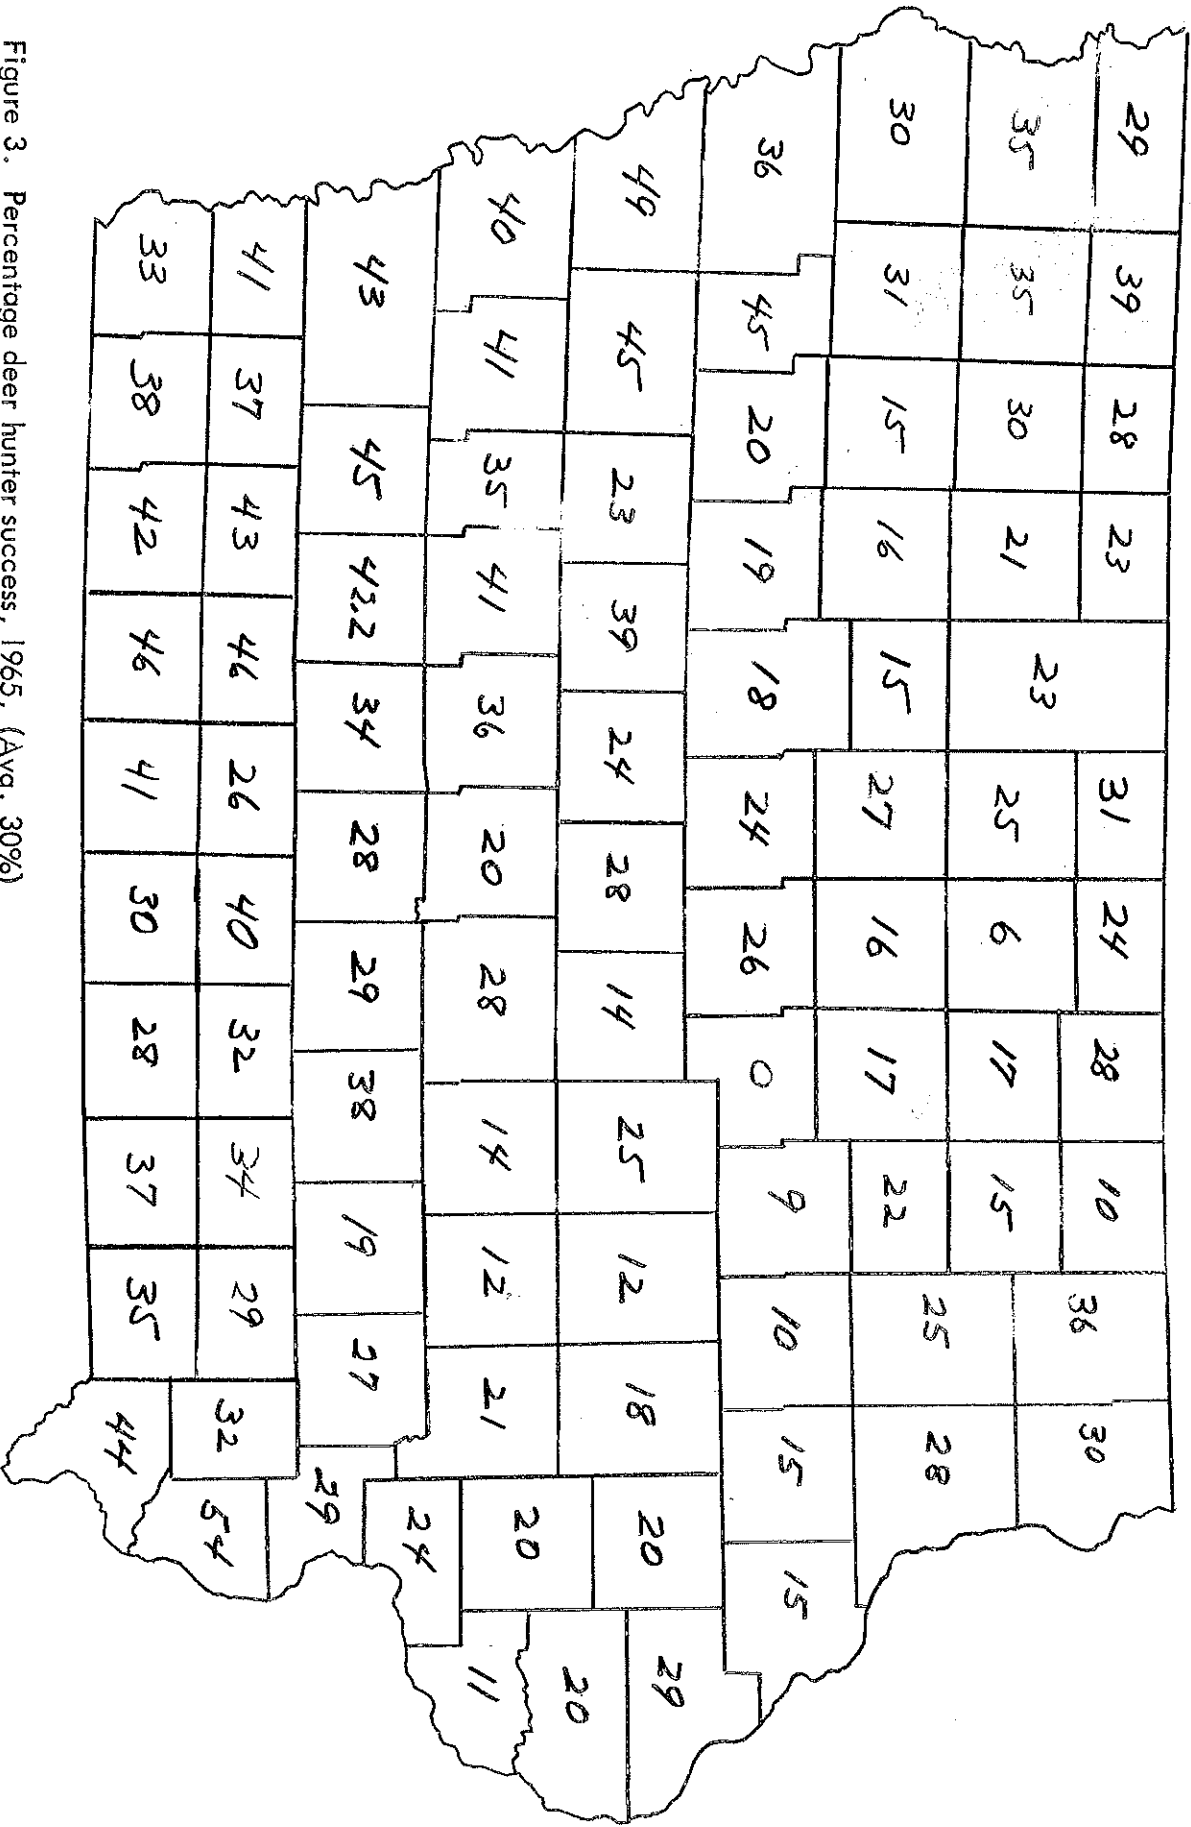 29 39 28 23 31 24 28 10 36 30
35 35 30 21 23 25 6 17 15
30 31 15 16 15 27 16 17 22 25 28
36 45 20 19 18 24 26 0 9 10 15 15
49 45 23 39 24 28 14 25 12 18 20 29
40 41 35 41 36 20 28 14 12 21 20 20
24 11
43 45 42.2 34 28 29 38 19 27 29
41 37 43 46 26 40 32 34 29 32 54
33 38 42 46 41 30 28 37 35 44
Figure 3. Percentage deer hunter success, 1965, (Avg. 30%)